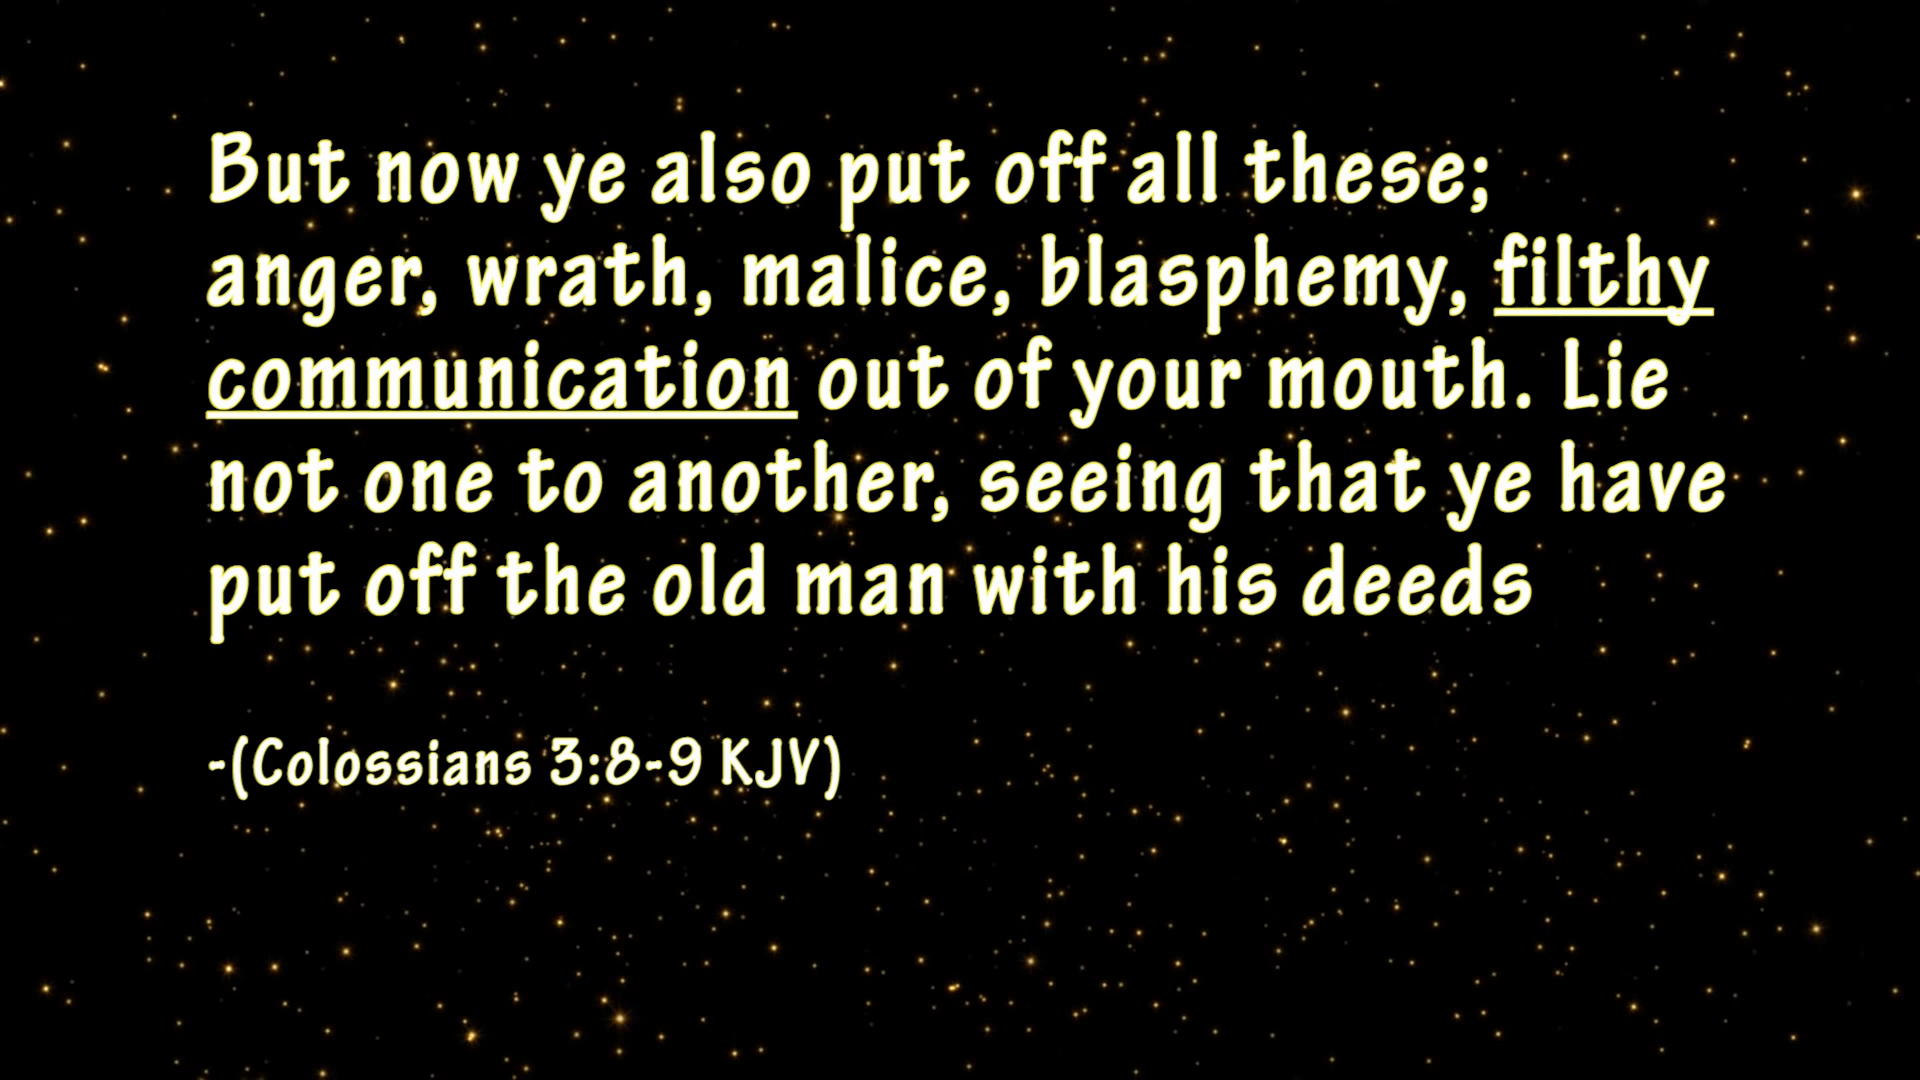 But now ye also put off all these;
anger, wrath, malice, blasphemy, filthy
communication out of your mouth. Lie
not one to another, seeing that ye have
put off the old man with his deeds
-(Colossians 3:8-9 KJV)